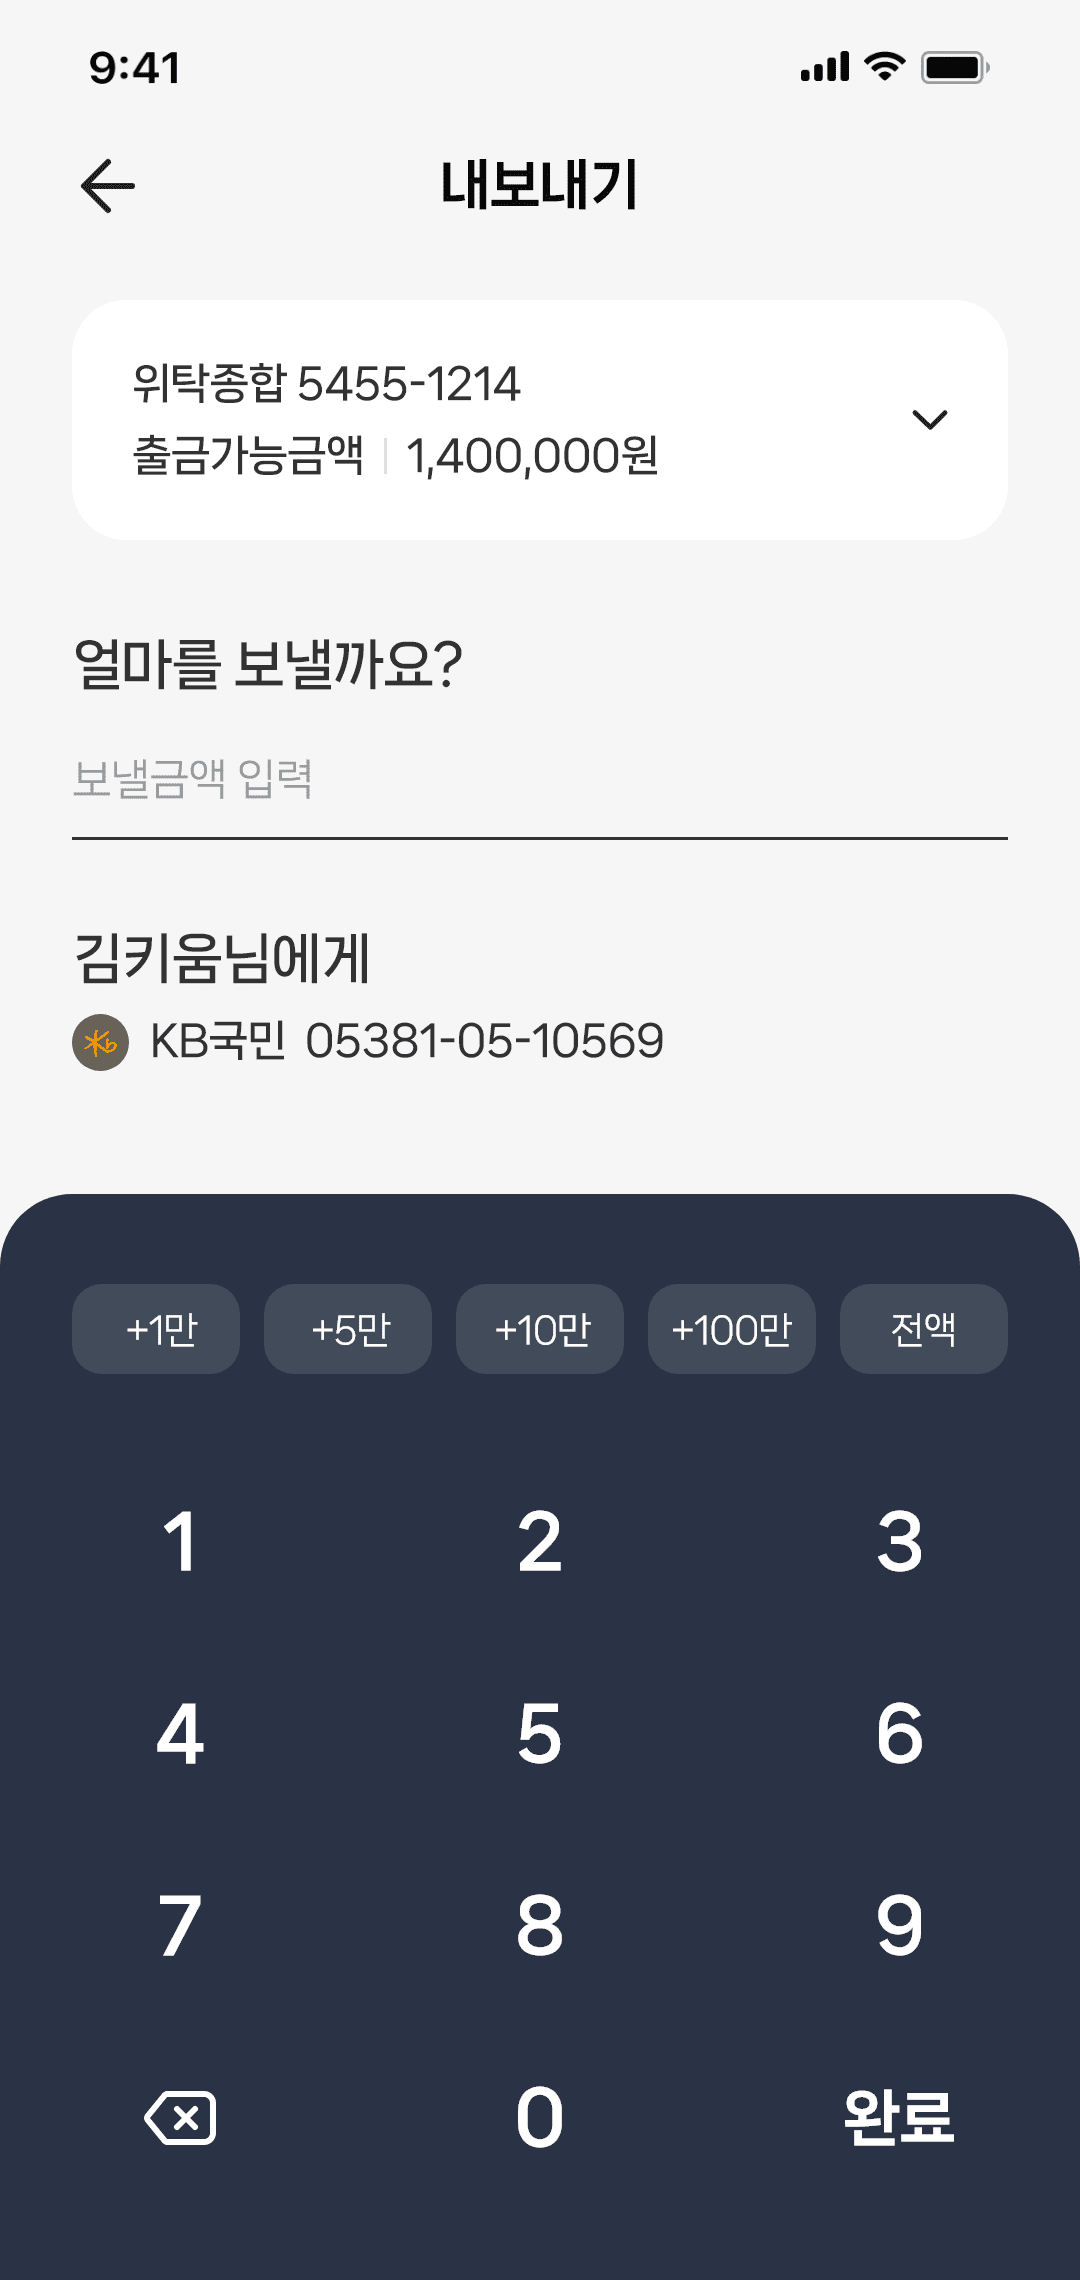 9:41
내보내기
위탁종합 5455-1214
출금가능금액 | 1,400,000원
얼마를 보낼까요?
보낼금액 입력
김키움님에게
KB국민 05381-05-10569
+1만 +5만 +10만 +100만 전액
1 2 3
4 5 6
7 8 9
0 완료